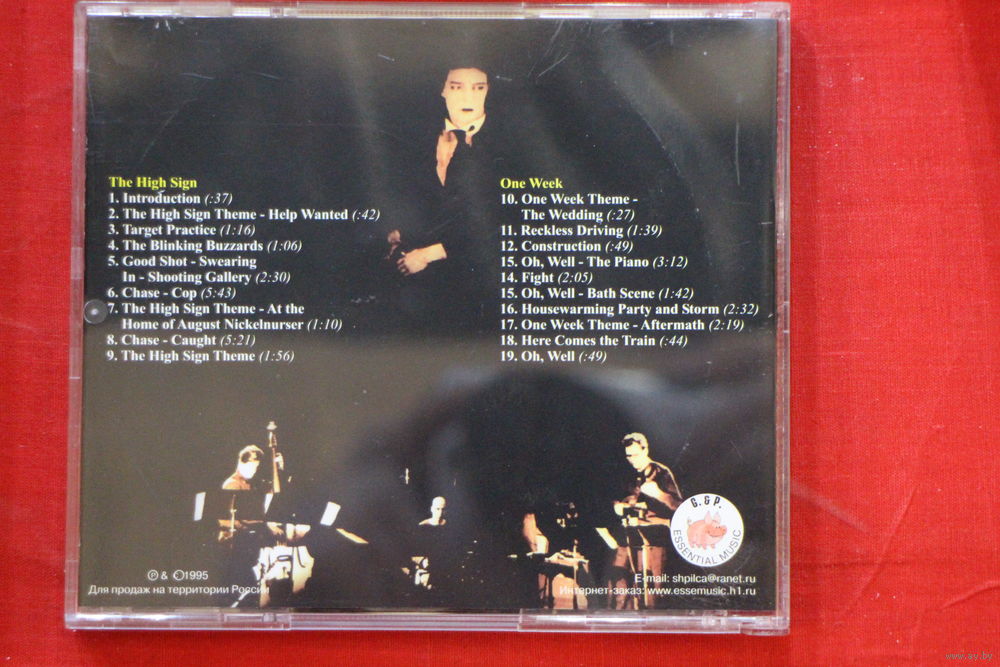 The High Sign
1. Introduction (:37)
2. The High Sign Theme - Help Wanted (:42)
3. Target Practice (1:16)
4. The Blinking Buzzards (1:06)
5. Good Shot - Swearing
In - Shooting Gallery (2:30)
6. Chase - Cop (5:43)
7. The High Sign Theme - At the
Home of August Nickelnurser (1:10)
8. Chase - Caught (5:21)
9. The High Sign Theme (1:56)
One Week
10. One Week Theme -
The Wedding (:27)
11. Reckless Driving (1:39)
12. Construction (:49)
15. Oh, Well - The Piano (3:12)
14. Fight (2:05)
15. Oh, Well - Bath Scene (1:42)
16. Housewarming Party and Storm (2:32)
17. One Week Theme - Aftermath (2:19)
18. Here Comes the Train (:44)
19. Oh, Well (:49)
G. & P.
ESSENTIAL MUSIC
℗ & ©1995
Для продаж на территории России
E-mail: shpilca@ranet.ru
Интернет-заказ: www.essemusic.h1.ru
www.ay.by